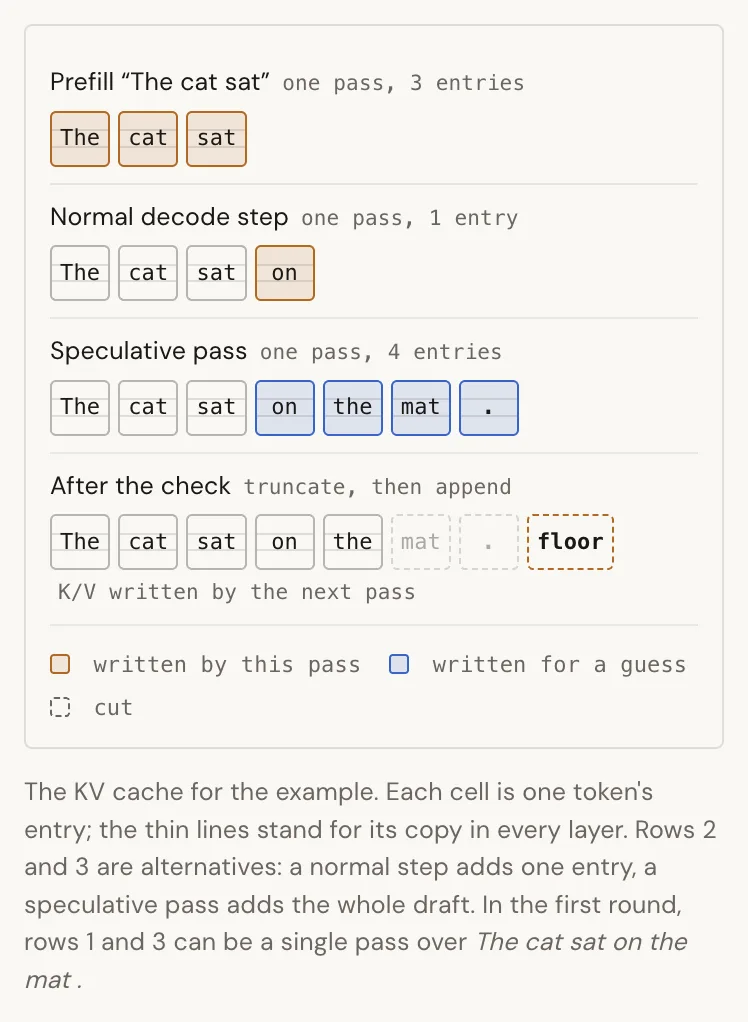 Prefill “The cat sat” one pass, 3 entries
The cat sat
Normal decode step one pass, 1 entry
The cat sat on
Speculative pass one pass, 4 entries
The cat sat on the mat .
After the check truncate, then append
The cat sat on the mat . floor
K/V written by the next pass
written by this pass written for a guess
cut
The KV cache for the example. Each cell is one token's
entry; the thin lines stand for its copy in every layer. Rows 2
and 3 are alternatives: a normal step adds one entry, a
speculative pass adds the whole draft. In the first round,
rows 1 and 3 can be a single pass over The cat sat on the
mat .